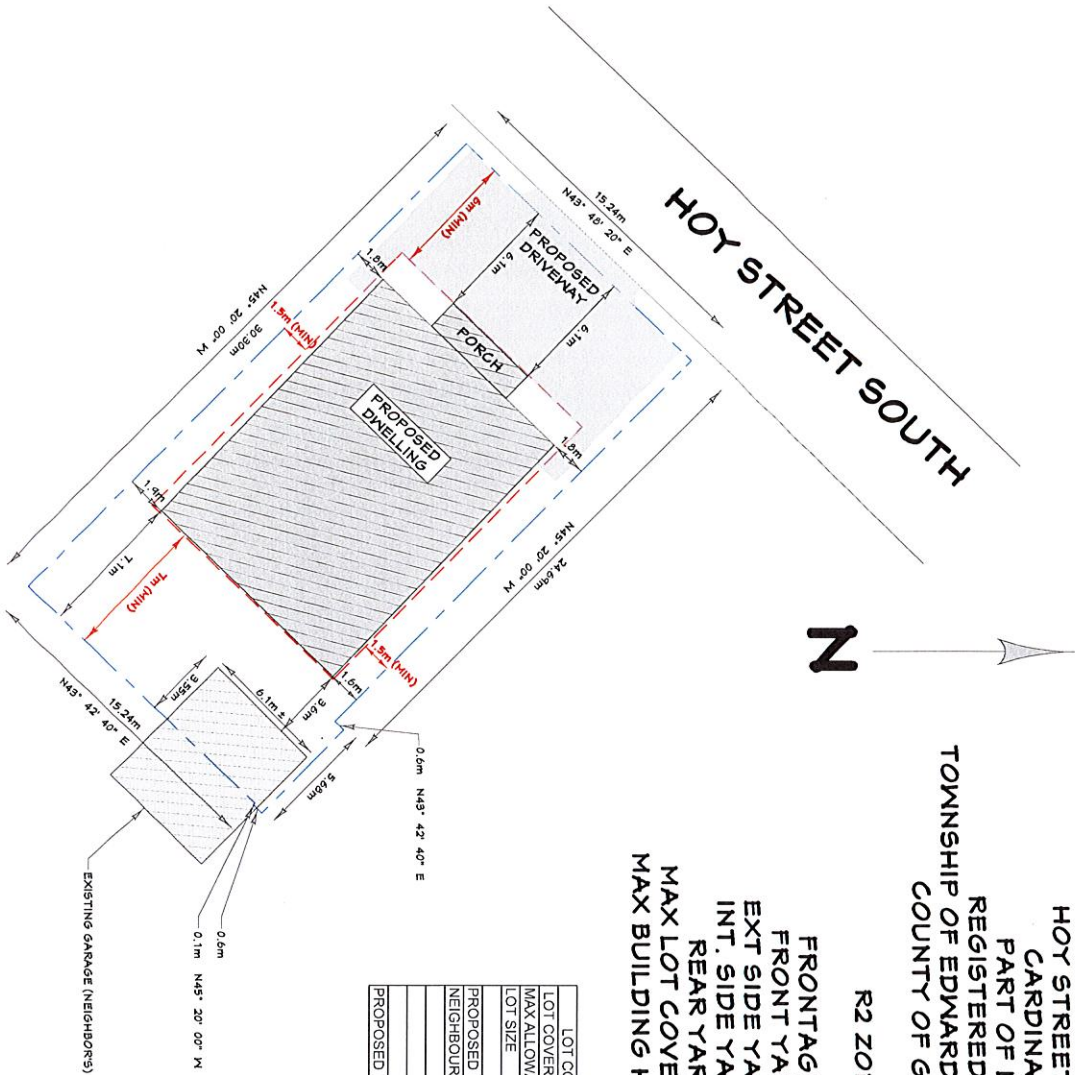 HOY STREET SOUTH
15.24m
N43° 48' 20" E
6m (MIN)
PROPOSED
DRIVEWAY
6.1m
6.1m
PORCH
1.8m
1.8m
N45° 20' 00" W
30.30m
1.5m (MIN)
PROPOSED
DWELLING
N45° 20' 00" W
24.69m
1.9m
7.1m
7m (MIN)
1.5m (MIN)
1.6m
3.6m
6.1m ±
3.55m
15.24m
N43° 42' 40" E
5.68m
0.6m N43° 42' 40" E
0.6m
0.1m N45° 20' 00" W
EXISTING GARAGE (NEIGHBORS)
N
HOY STREET
CARDINA
PART OF
REGISTERED
TOWNSHIP OF EDWARD
COUNTY OF G
R2 ZO
FRONTAG
FRONT YA
EXT SIDE YA
INT. SIDE YA
REAR YAR
MAX LOT COVE
MAX BUILDING
LOT CO
LOT COVER
MAX ALLOW
LOT SIZE
PROPOSED
NEIGHBOUR
PROPOSED